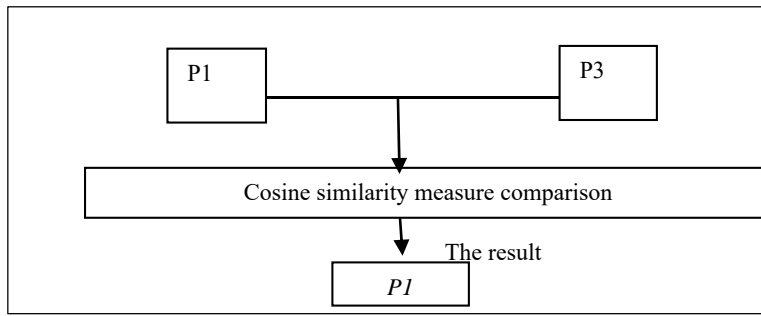 P1
P3
Cosine similarity measure comparison
The result
P1